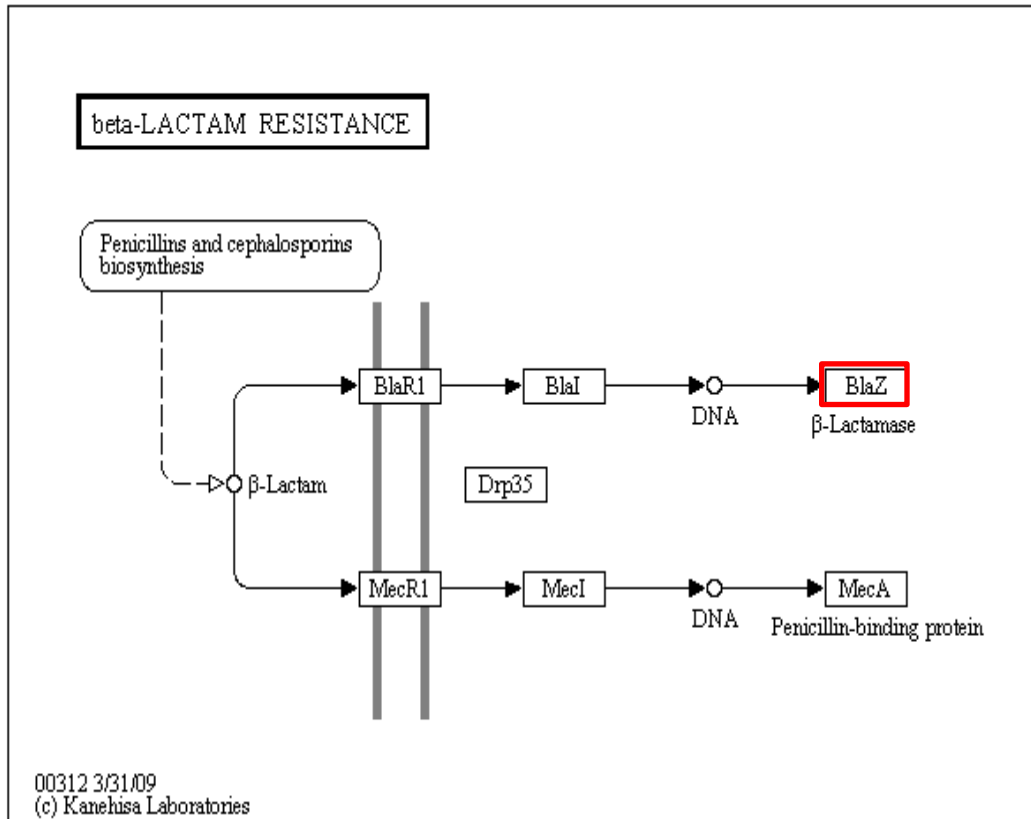 beta-LACTAM RESISTANCE
Penicillins and cephalosporins
biosynthesis
BlaR1
BlaI
DNA
BlaZ
β-Lactamase
β-Lactam
Drp35
MecR1
MecI
DNA
MecA
Penicillin-binding protein
00312 3/31/09
(c) Kanehisa Laboratories